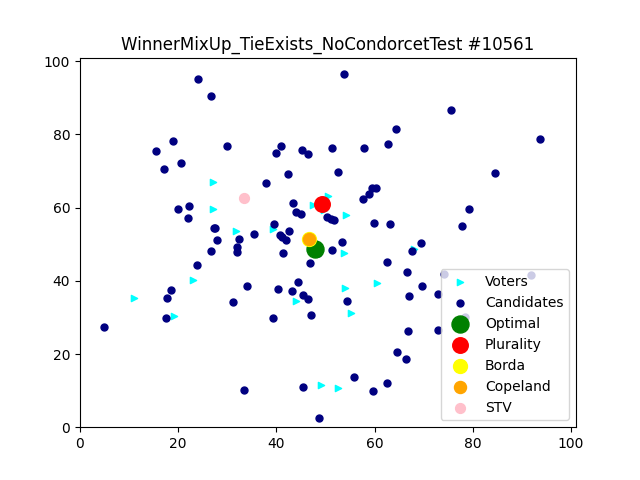 WinnerMixUp_TieExists_NoCondorcetTest #10561
100
80
60
40
20
0
0 20 40 60 80 100
Voters
Candidates
Optimal
Plurality
Borda
Copeland
STV